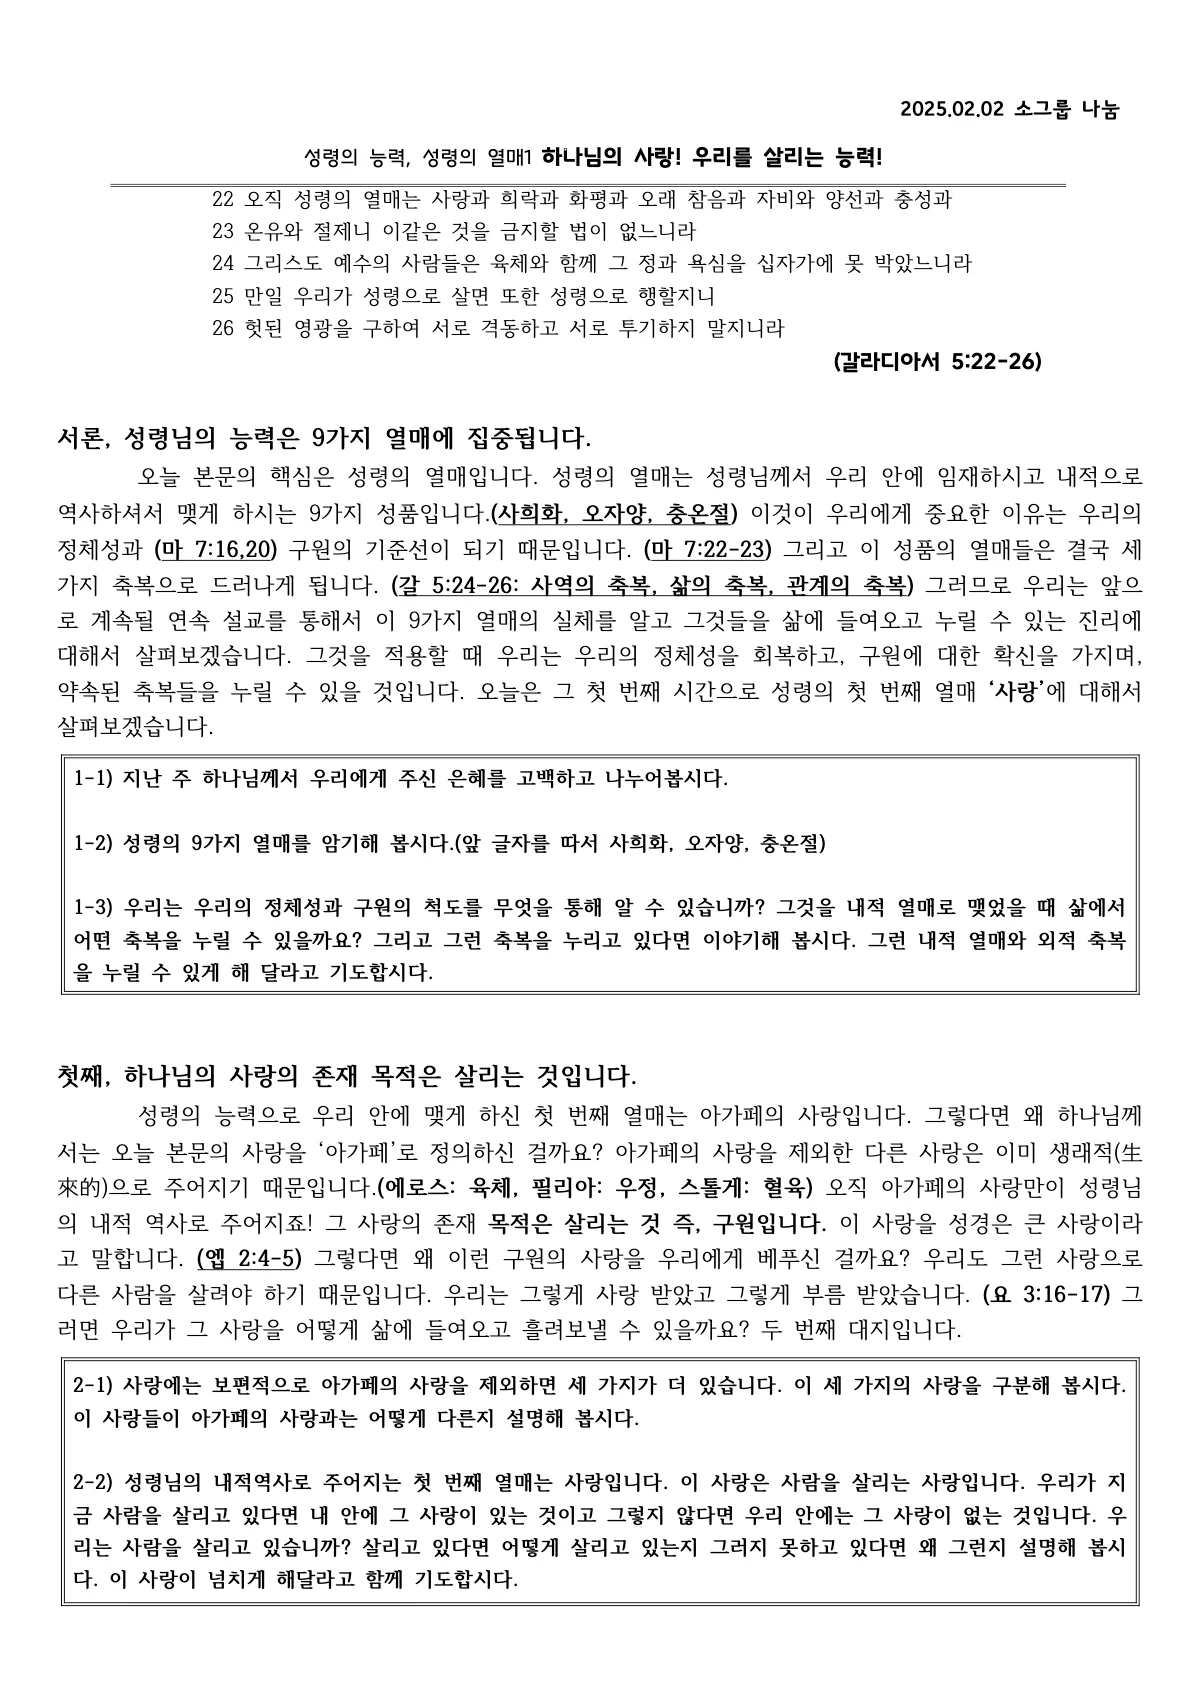 2025.02.02 소그룹 나눔
성령의 능력, 성령의 열매1 하나님의 사랑! 우리를 살리는 능력!
22 오직 성령의 열매는 사랑과 희락과 화평과 오래 참음과 자비와 양선과 충성과
23 온유와 절제니 이같은 것을 금지할 법이 없느니라
24 그리스도 예수의 사람들은 육체와 함께 그 정과 욕심을 십자가에 못 박았느니라
25 만일 우리가 성령으로 살면 또한 성령으로 행할지니
26 헛된 영광을 구하여 서로 격동하고 서로 투기하지 말지니라
(갈라디아서 5:22-26)
서론, 성령님의 능력은 9가지 열매에 집중됩니다.
오늘 본문의 핵심은 성령의 열매입니다. 성령의 열매는 성령님께서 우리 안에 임재하시고 내적으로
역사하셔서 맺게 하시는 9가지 성품입니다.(사희화, 오자양, 충온절) 이것이 우리에게 중요한 이유는 우리의
정체성과 (마 7:16,20) 구원의 기준선이 되기 때문입니다. (마 7:22-23) 그리고 이 성품의 열매들은 결국 세
가지 축복으로 드러나게 됩니다. (갈 5:24-26: 사역의 축복, 삶의 축복, 관계의 축복) 그러므로 우리는 앞으
로 계속될 연속 설교를 통해서 이 9가지 열매의 실체를 알고 그것들을 삶에 들여오고 누릴 수 있는 진리에
대해서 살펴보겠습니다. 그것을 적용할 때 우리는 우리의 정체성을 회복하고, 구원에 대한 확신을 가지며,
약속된 축복들을 누릴 수 있을 것입니다. 오늘은 그 첫 번째 시간으로 성령의 첫 번째 열매 ‘사랑’에 대해서
살펴보겠습니다.
1-1) 지난 주 하나님께서 우리에게 주신 은혜를 고백하고 나누어봅시다.
1-2) 성령의 9가지 열매를 암기해 봅시다.(앞 글자를 따서 사희화, 오자양, 충온절)
1-3) 우리는 우리의 정체성과 구원의 척도를 무엇을 통해 알 수 있습니까? 그것을 내적 열매로 맺었을 때 삶에서
어떤 축복을 누릴 수 있을까요? 그리고 그런 축복을 누리고 있다면 이야기해 봅시다. 그런 내적 열매와 외적 축복
을 누릴 수 있게 해 달라고 기도합시다.
첫째, 하나님의 사랑의 존재 목적은 살리는 것입니다.
성령의 능력으로 우리 안에 맺게 하신 첫 번째 열매는 아가페의 사랑입니다. 그렇다면 왜 하나님께
서는 오늘 본문의 사랑을 ‘아가페’로 정의하신 걸까요? 아가페의 사랑을 제외한 다른 사랑은 이미 생래적(生
來的)으로 주어지기 때문입니다.(에로스: 육체, 필리아: 우정, 스톨게: 혈육) 오직 아가페의 사랑만이 성령님
의 내적 역사로 주어지죠! 그 사랑의 존재 목적은 살리는 것 즉, 구원입니다. 이 사랑을 성경은 큰 사랑이라
고 말합니다. (엡 2:4-5) 그렇다면 왜 이런 구원의 사랑을 우리에게 베푸신 걸까요? 우리도 그런 사랑으로
다른 사람을 살려야 하기 때문입니다. 우리는 그렇게 사랑 받았고 그렇게 부름 받았습니다. (요 3:16-17) 그
러면 우리가 그 사랑을 어떻게 삶에 들여오고 흘려보낼 수 있을까요? 두 번째 대지입니다.
2-1) 사랑에는 보편적으로 아가페의 사랑을 제외하면 세 가지가 더 있습니다. 이 세 가지의 사랑을 구분해 봅시다.
이 사랑들이 아가페의 사랑과는 어떻게 다른지 설명해 봅시다.
2-2) 성령님의 내적역사로 주어지는 첫 번째 열매는 사랑입니다. 이 사랑은 사람을 살리는 사랑입니다. 우리가 지
금 사람을 살리고 있다면 내 안에 그 사랑이 있는 것이고 그렇지 않다면 우리 안에는 그 사랑이 없는 것입니다. 우
리는 사람을 살리고 있습니까? 살리고 있다면 어떻게 살리고 있는지 그러지 못하고 있다면 왜 그런지 설명해 봅시
다. 이 사랑이 넘치게 해달라고 함께 기도합시다.